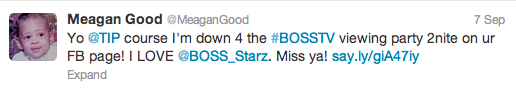 Meagan Good @MeaganGood 7 Sep
Yo @TIP course I'm down 4 the #BOSSTV viewing party 2nite on ur
FB page! I LOVE @BOSS_Starz. Miss ya! say.ly/giA47iy
Expand